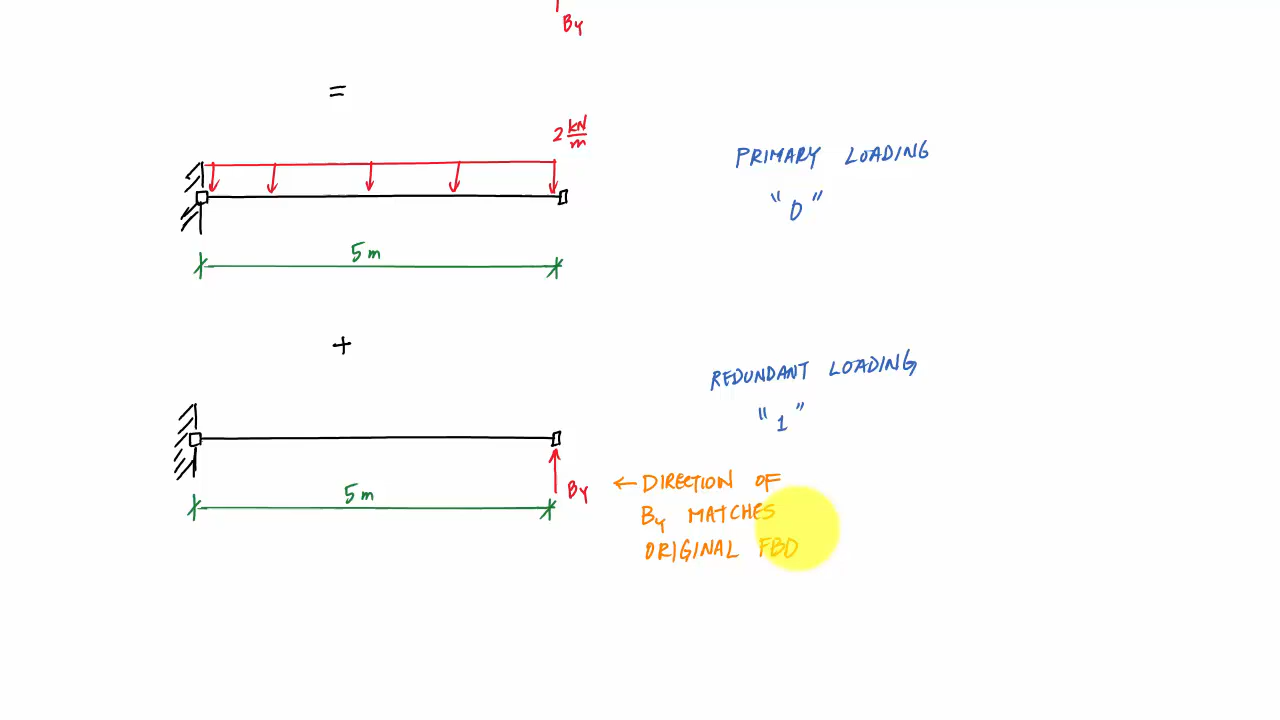 By
=
2 kN/m
PRIMARY LOADING
"0"
5 m
+
REDUNDANT LOADING
"1"
By
5 m
← DIRECTION OF
By MATCHES
ORIGINAL FBD